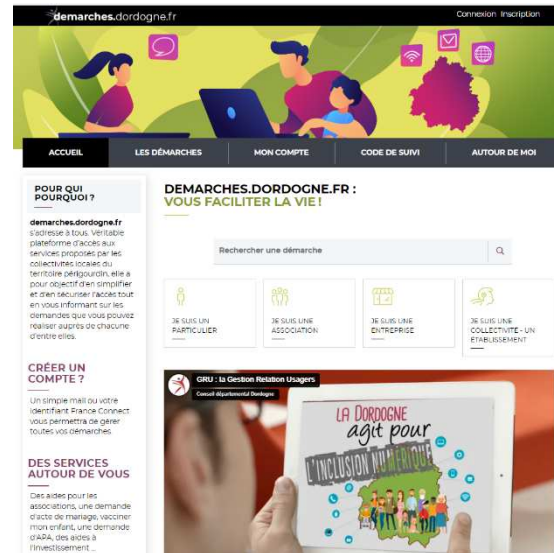 demarches.dordogne.fr
Connexion Inscription
ACCUEIL
LES DÉMARCHES
MON COMPTE
CODE DE SUIVI
AUTOUR DE MOI
POUR QUI
POURQUOI ?
demarches.dordogne.fr
s'adresse à tous. Véritable
plateforme d'accès aux
services proposés par les
collectivités locales du
territoire périgourdin, elle a
pour objectif d'en simplifier
et d'en sécuriser l'accès tout
en vous informant sur les
demandes que vous pouvez
réaliser auprès de chacune
d'entre elles.
CRÉER UN
COMPTE ?
Un simple mail ou votre
identifiant France Connect
vous permettra de gérer
toutes vos démarches
DES SERVICES
AUTOUR DE VOUS
Des aides pour les
associations, une demande
d'acte de mariage, vacciner
mon enfant, une demande
d'APA, des aides à
l'investissement ...
DEMARCHES.DORDOGNE.FR :
VOUS FACILITER LA VIE !
Rechercher une démarche
JE SUIS UN
PARTICULIER
JE SUIS UNE
ASSOCIATION
JE SUIS UNE
ENTREPRISE
JE SUIS UNE
COLLECTIVITÉ - UN
ÉTABLISSEMENT
GRU : la Gestion Relation Usagers
Conseil départemental Dordogne
LA DORDOGNE
agit pour
L'INCLUSION NUMÉRIQUE